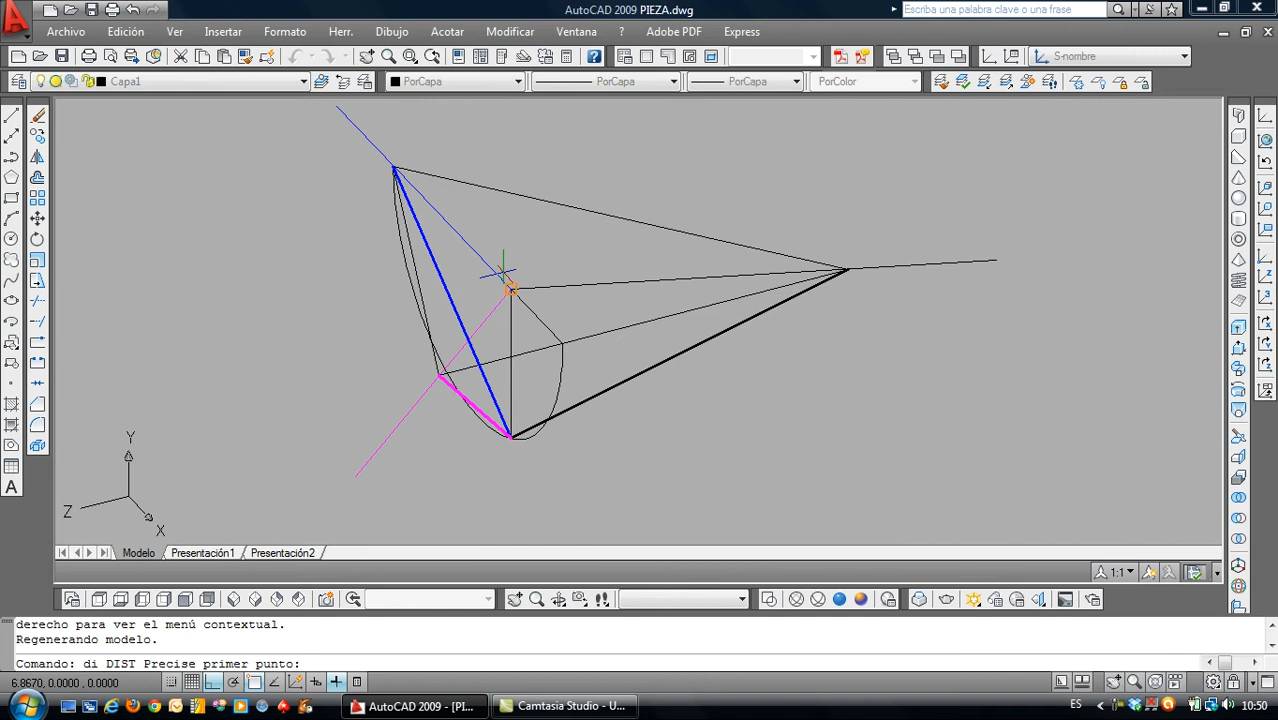 AutoCAD 2009 PIEZA.dwg
Escriba una palabra clave o una frase
Archivo Edición Ver Insertar Formato Herr. Dibujo Acotar Modificar Ventana ? Adobe PDF Express
S-nombre
Capa1 PorCapa PorCapa PorCapa PorColor
Y
Z
X
A
Modelo Presentación1 Presentación2
1:1
derecho para ver el menú contextual.
Regenerando modelo.
Comando: di DIST Precise primer punto:
6.8670, 0.0000 , 0.0000
AutoCAD 2009 - [PI... Camtasia Studio - U... ES 10:50